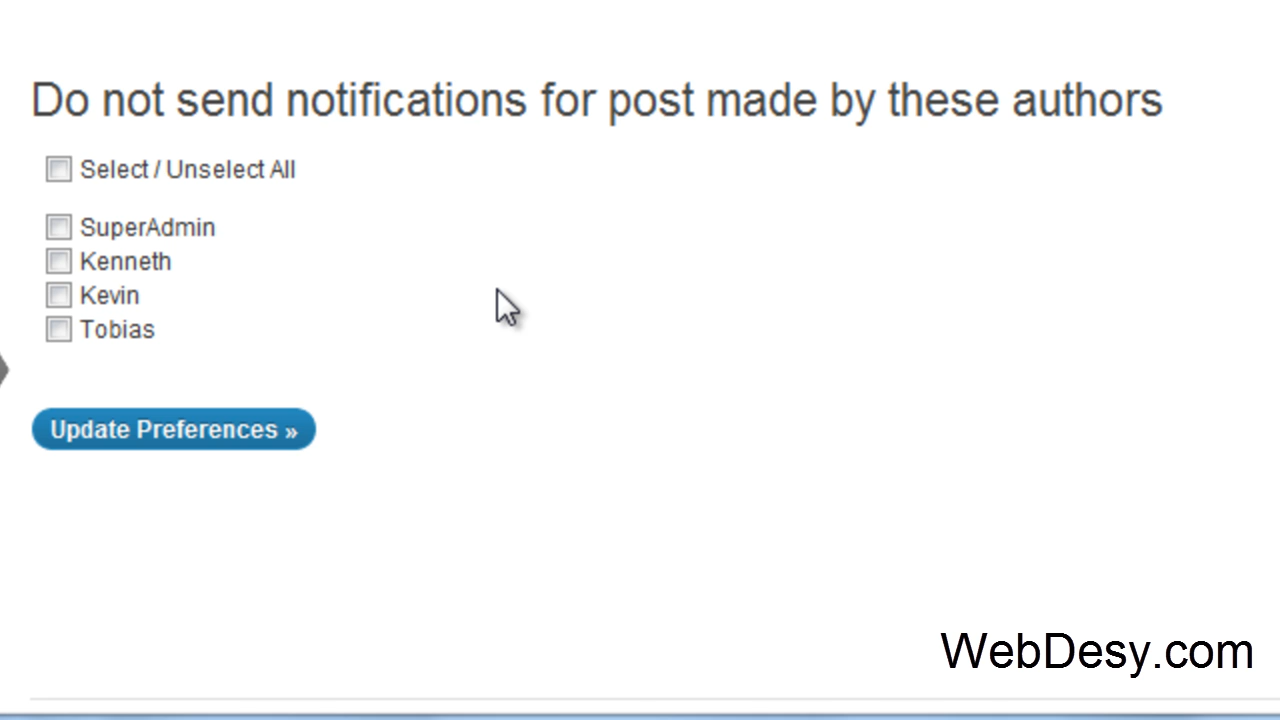 Do not send notifications for post made by these authors
Select / Unselect All
SuperAdmin
Kenneth
Kevin
Tobias
Update Preferences »
WebDesy.com